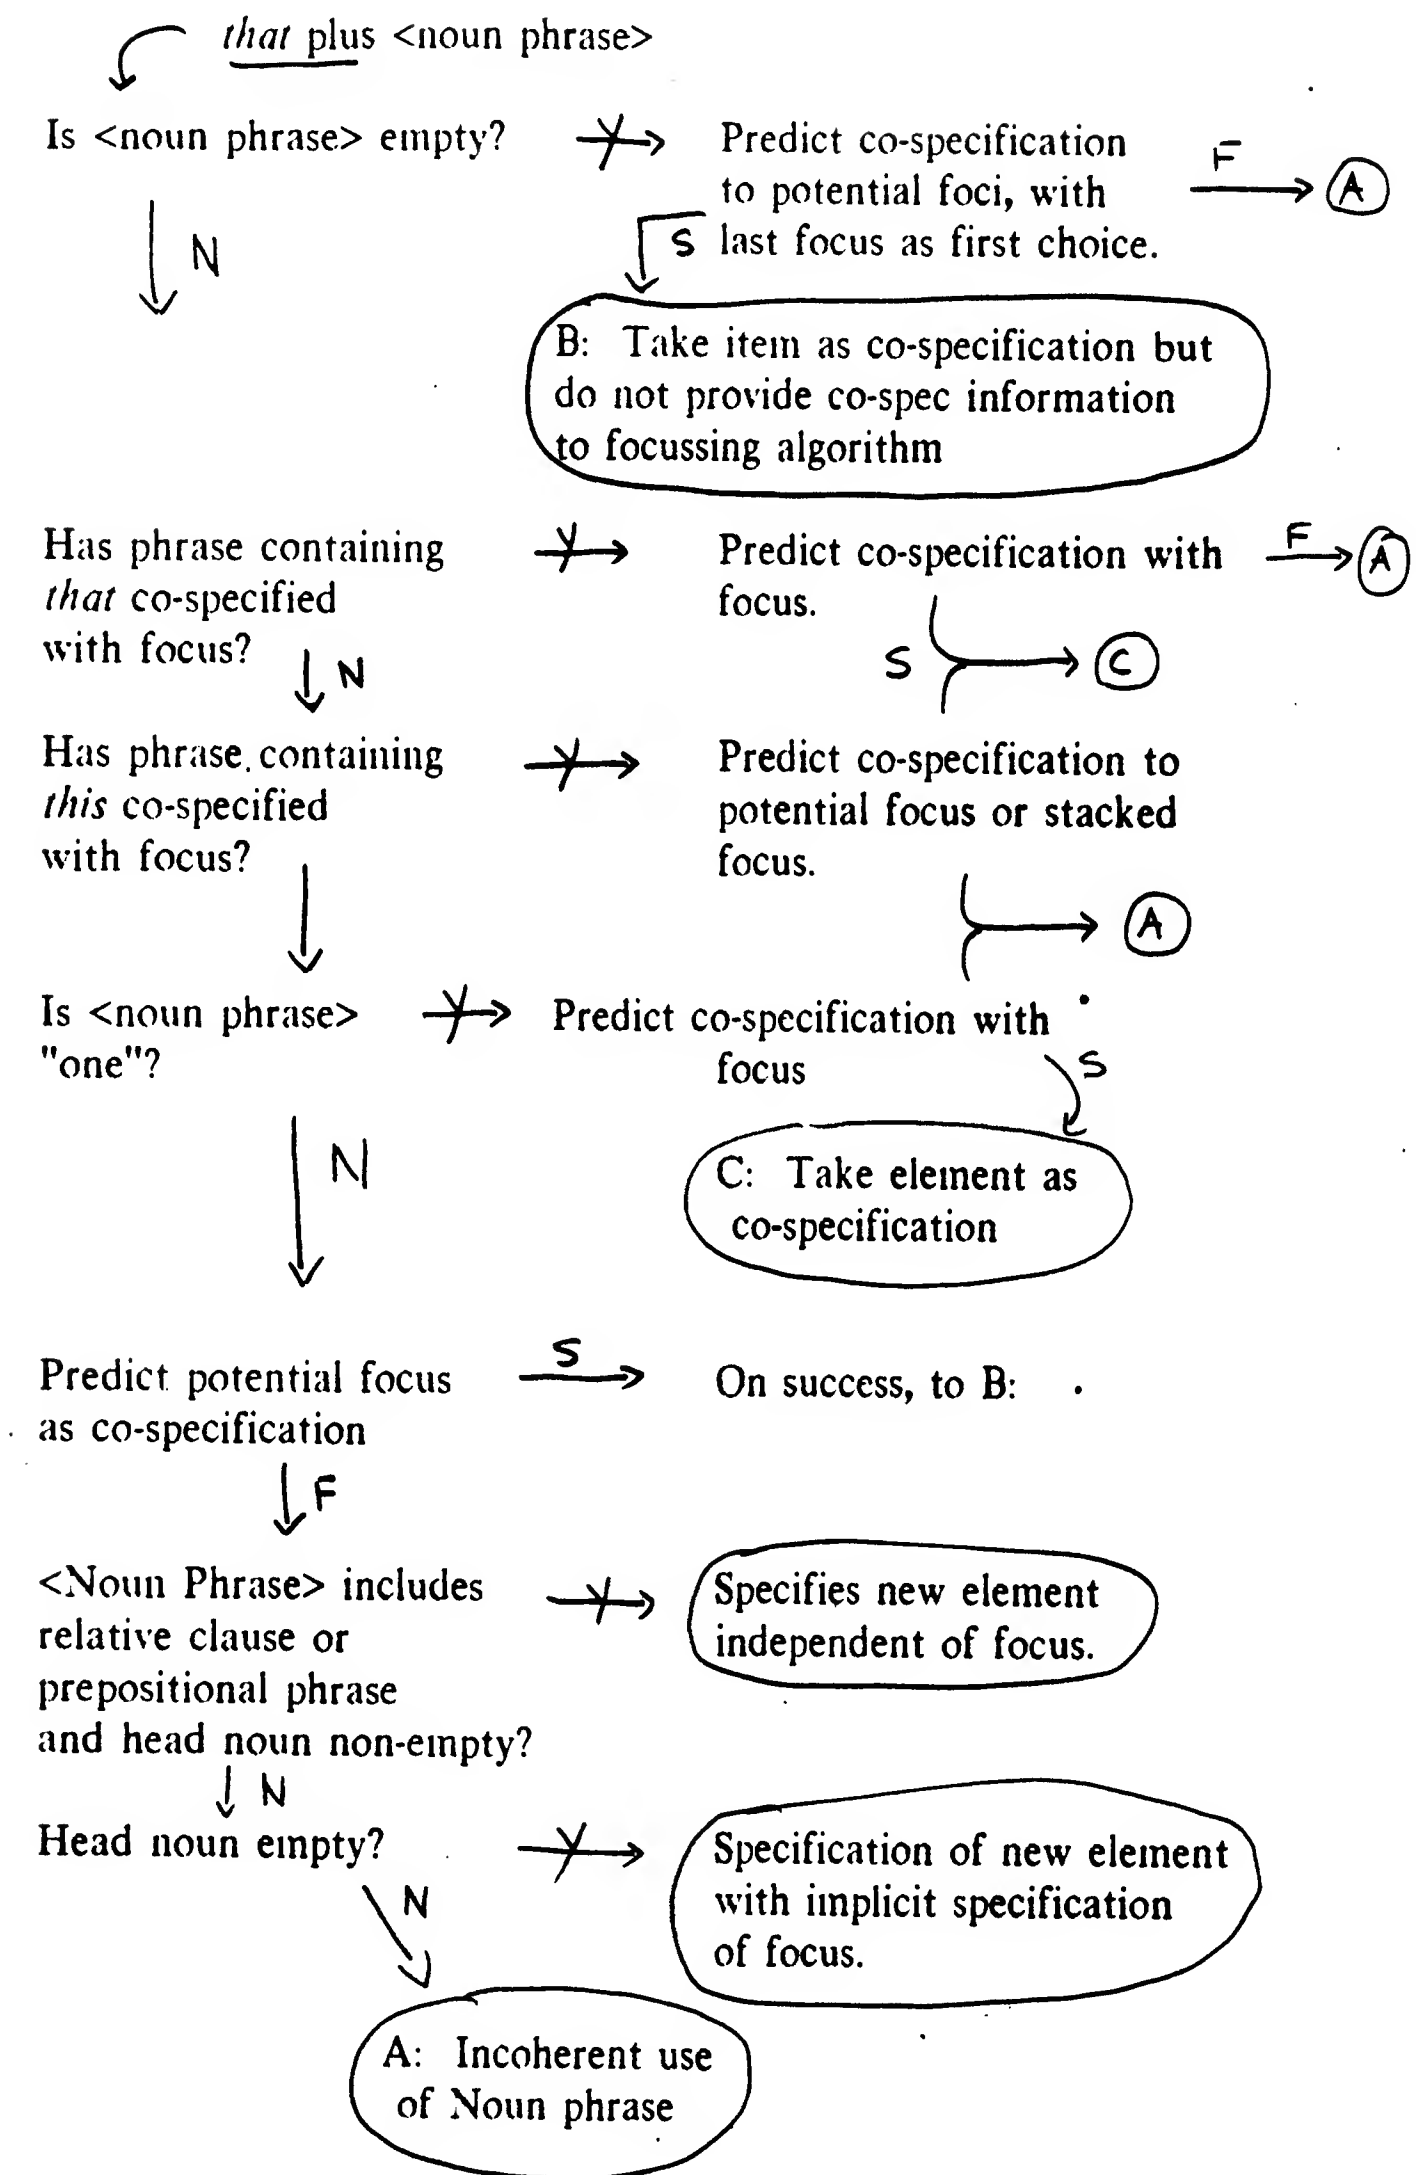 that plus <noun phrase>
Is <noun phrase> empty? Y Predict co-specification
to potential foci, with F A
N S last focus as first choice.
B: Take item as co-specification but
do not provide co-spec information
to focussing algorithm
Has phrase containing Y Predict co-specification with F A
that co-specified focus.
with focus? N S C
Has phrase containing Y Predict co-specification to
this co-specified potential focus or stacked
with focus? focus.
A
Is <noun phrase> Y Predict co-specification with
"one"? focus S
N C: Take element as
co-specification
Predict potential focus S On success, to B:
as co-specification
F
<Noun Phrase> includes Y Specifies new element
relative clause or independent of focus.
prepositional phrase
and head noun non-empty?
N
Head noun empty? Y Specification of new element
N with implicit specification
of focus.
A: Incoherent use
of Noun phrase